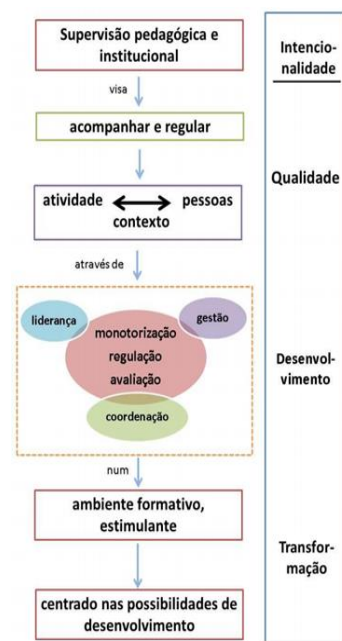 Supervisão pedagógica e
institucional
visa
acompanhar e regular
atividade pessoas
contexto
através de
liderança
gestão
monotorização
regulação
avaliação
coordenação
num
ambiente formativo,
estimulante
centrado nas possibilidades de
desenvolvimento
Intencio-
nalidade
Qualidade
Desenvol-
vimento
Transfor-
mação